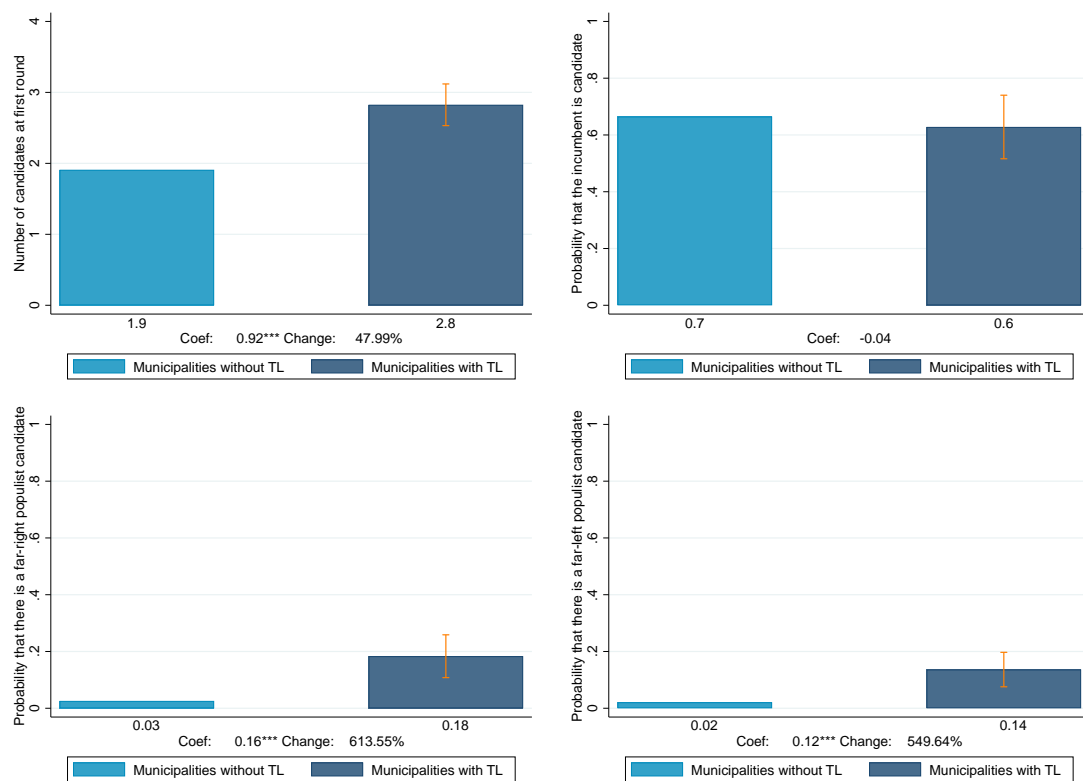 Number of candidates at first round
4
3
2
1
0
1.9
2.8
Coef: 0.92*** Change: 47.99%
Municipalities without TL
Municipalities with TL
Probability that the incumbent is candidate
1
.8
.6
.4
.2
0
0.7
0.6
Coef: -0.04
Municipalities without TL
Municipalities with TL
Probability that there is a far-right populist candidate
1
.8
.6
.4
.2
0
0.03
0.18
Coef: 0.16*** Change: 613.55%
Municipalities without TL
Municipalities with TL
Probability that there is a far-left populist candidate
1
.8
.6
.4
.2
0
0.02
0.14
Coef: 0.12*** Change: 549.64%
Municipalities without TL
Municipalities with TL